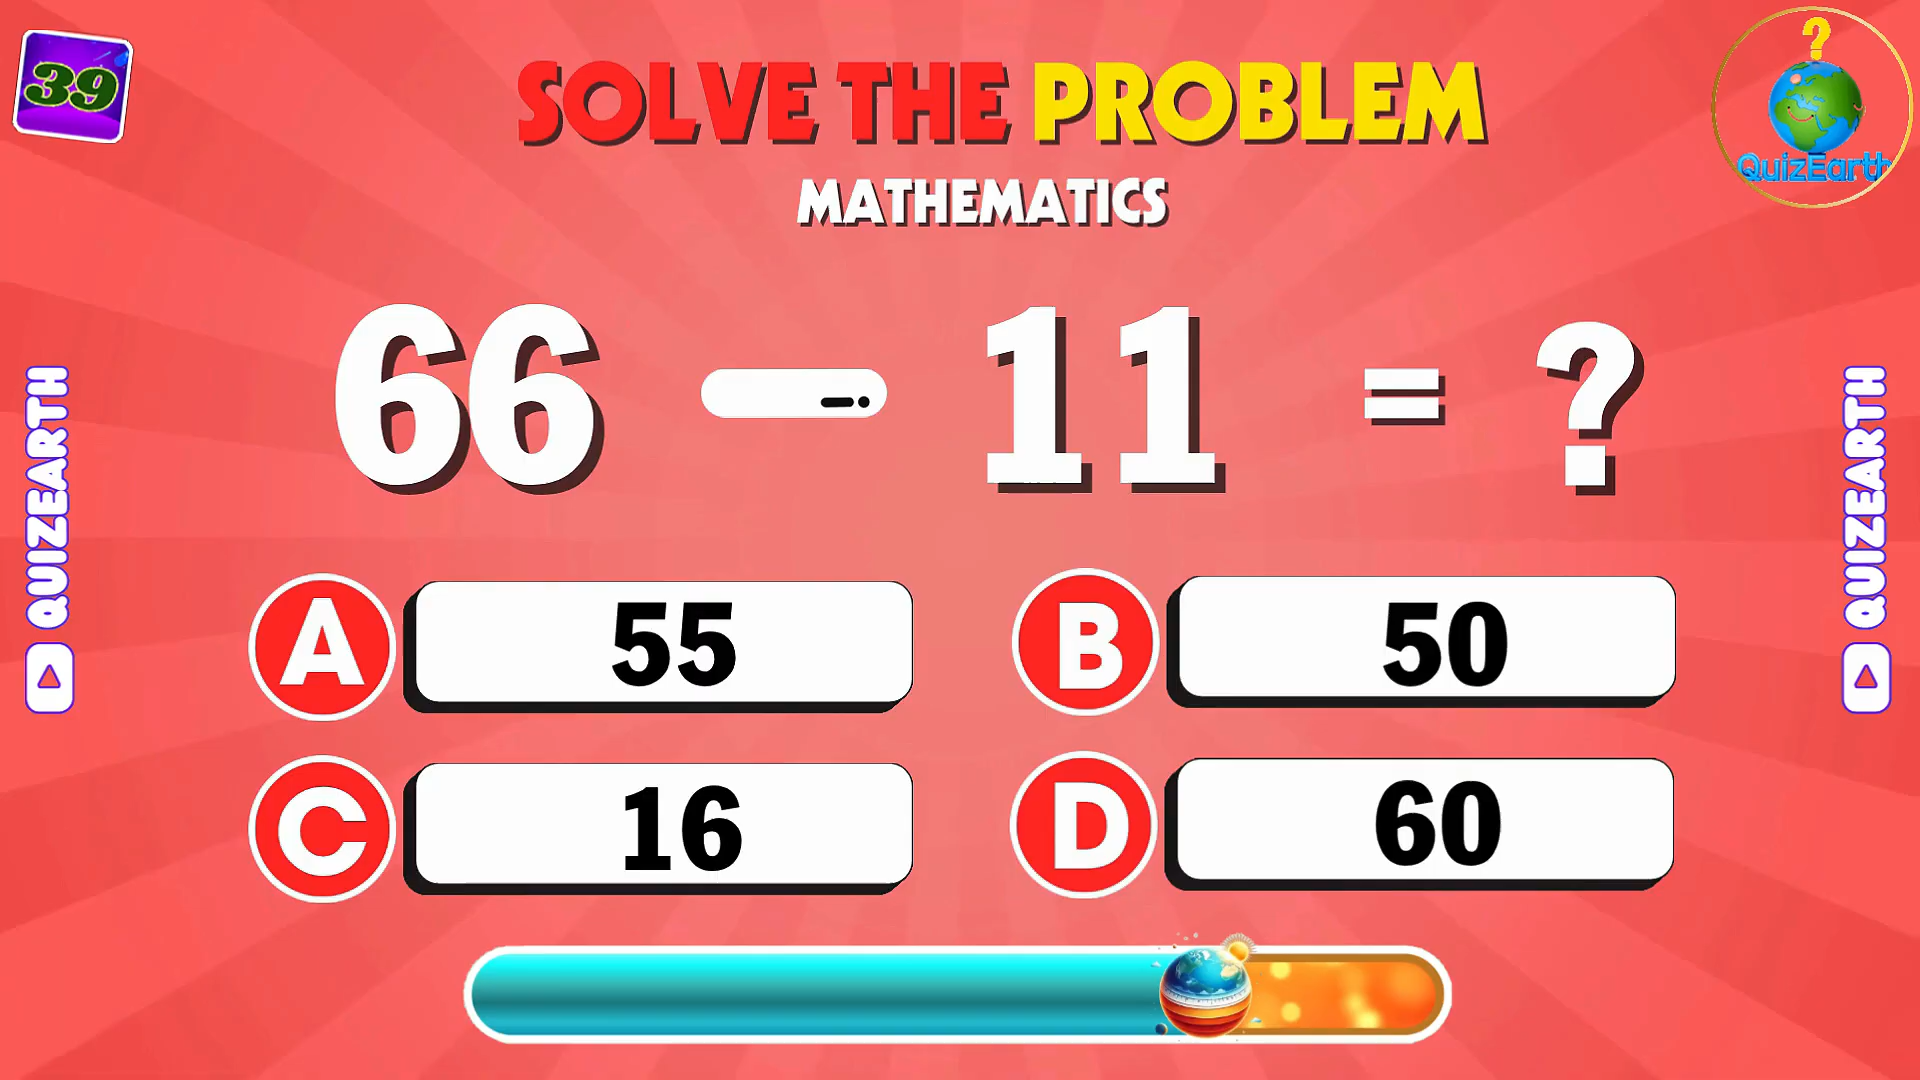 39
SOLVE THE PROBLEM
MATHEMATICS
?
QuizEarth
66 - 11 = ?
A 55
B 50
C 16
D 60
QUIZEARTH
QUIZEARTH